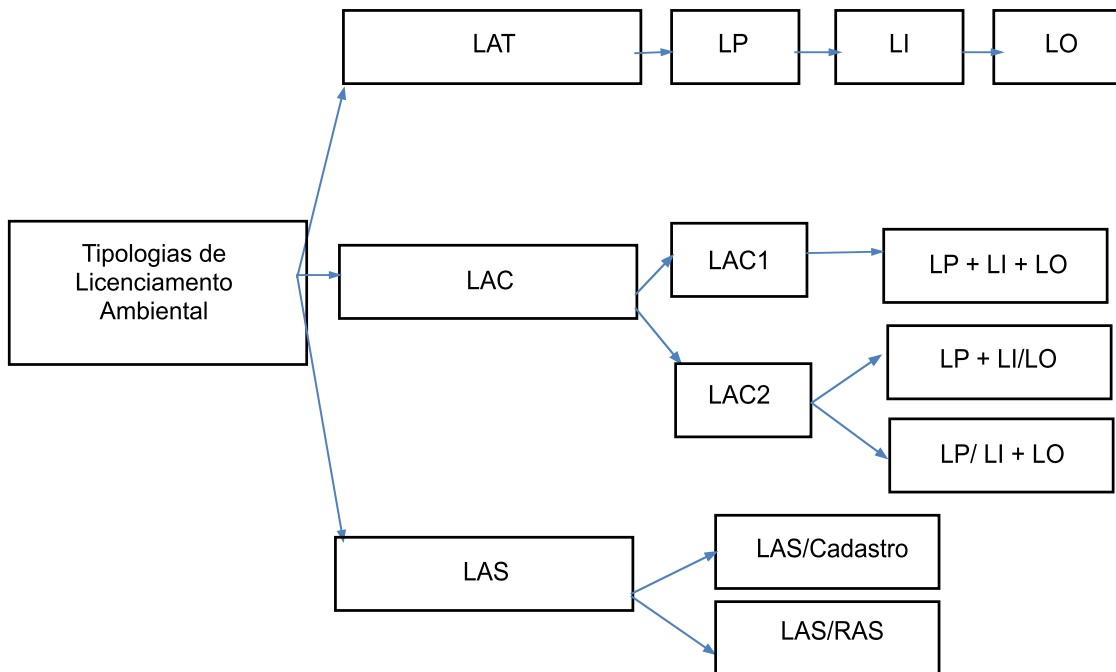 LAT
LP
LI
LO
Tipologias de
Licenciamento
Ambiental
LAC
LAC1
LP + LI + LO
LAC2
LP + LI/LO
LP/ LI + LO
LAS
LAS/Cadastro
LAS/RAS